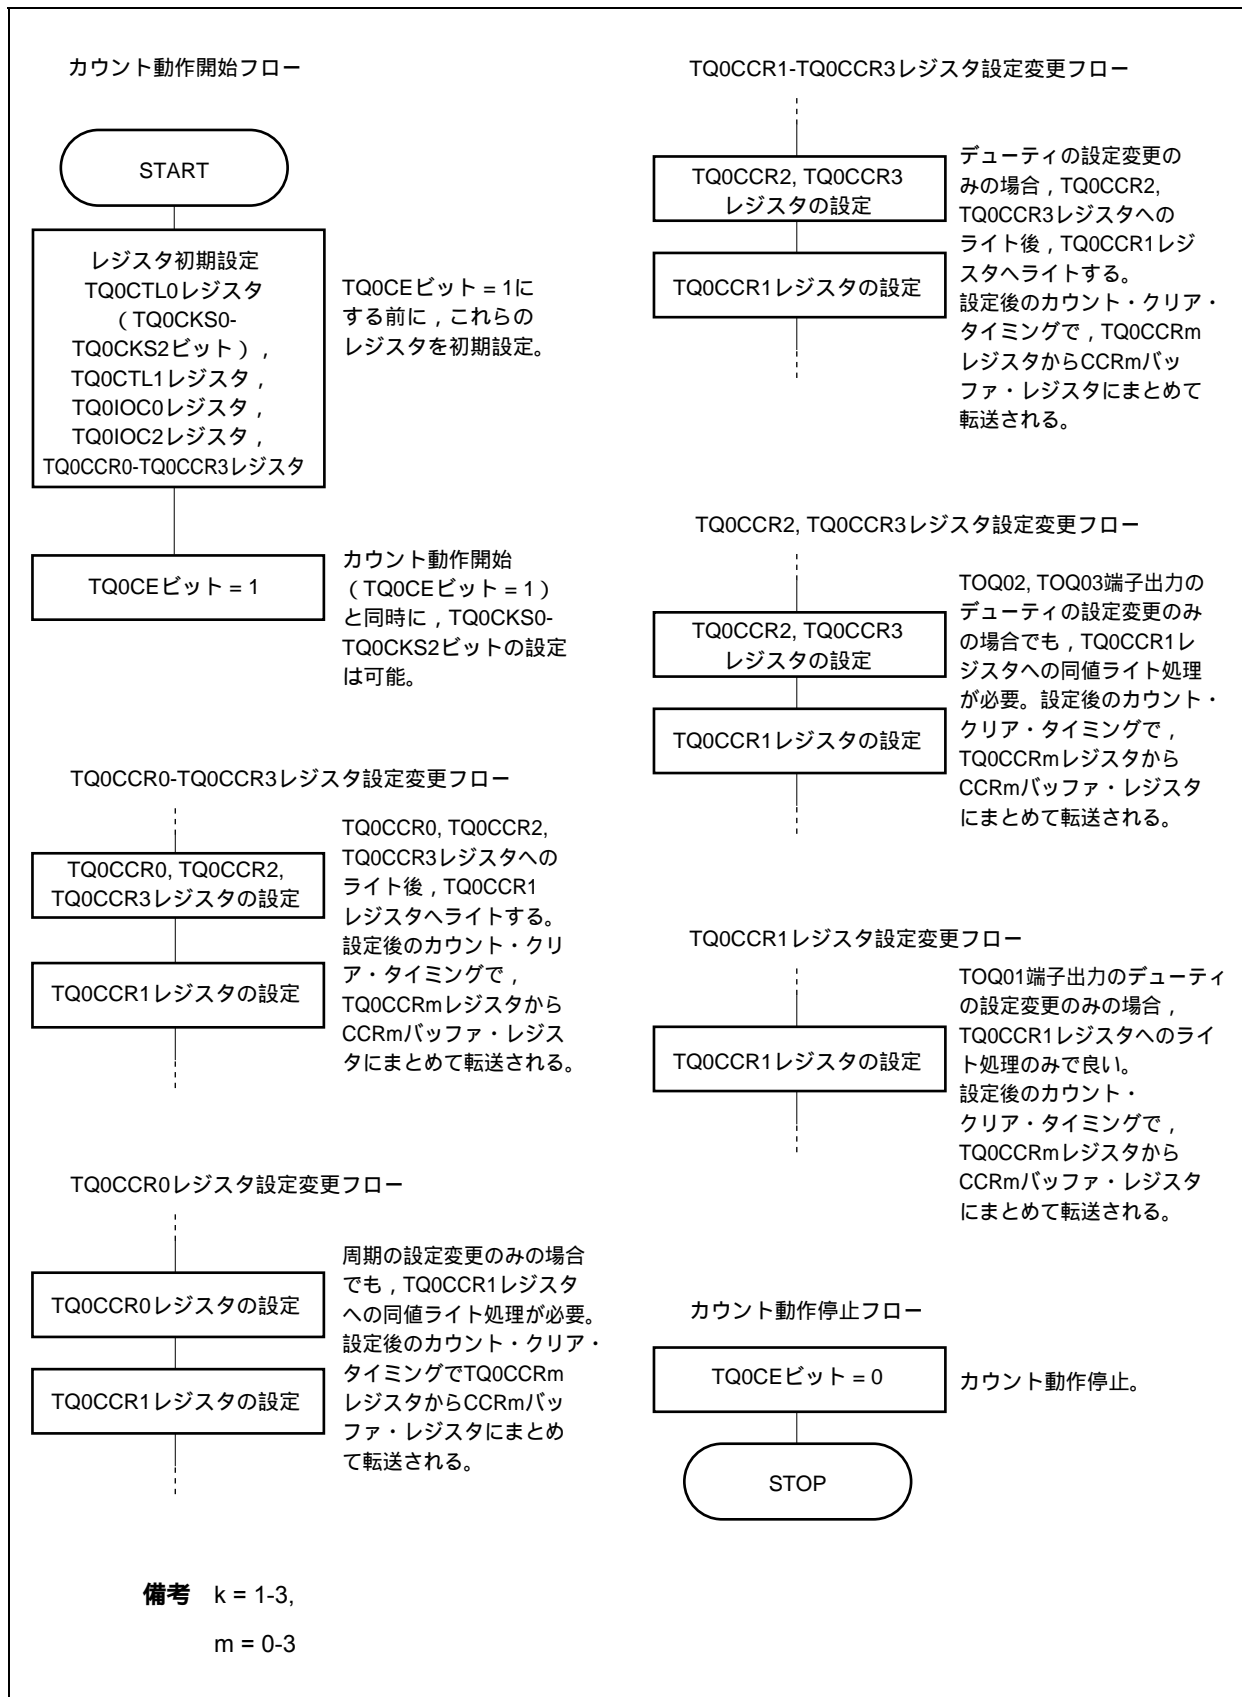 カウント動作開始フロー
START
レジスタ初期設定
TQ0CTL0レジスタ
（TQ0CKS0-
TQ0CKS2ビット），
TQ0CTL1レジスタ，
TQ0IOC0レジスタ，
TQ0IOC2レジスタ，
TQ0CCR0-TQ0CCR3レジスタ
TQ0CEビット = 1に
する前に，これらの
レジスタを初期設定。
TQ0CEビット = 1
カウント動作開始
（TQ0CEビット = 1）
と同時に，TQ0CKS0-
TQ0CKS2ビットの設定
は可能。
TQ0CCR0-TQ0CCR3レジスタ設定変更フロー
TQ0CCR0, TQ0CCR2,
TQ0CCR3レジスタの設定
TQ0CCR1レジスタの設定
TQ0CCR0, TQ0CCR2,
TQ0CCR3レジスタへの
ライト後，TQ0CCR1
レジスタへライトする。
設定後のカウント・クリ
ア・タイミングで，
TQ0CCRmレジスタから
CCRmバッファ・レジス
タにまとめて転送される。
TQ0CCR0レジスタ設定変更フロー
TQ0CCR0レジスタの設定
TQ0CCR1レジスタの設定
周期の設定変更のみの場合
でも，TQ0CCR1レジスタ
への同値ライト処理が必要。
設定後のカウント・クリア・
タイミングでTQ0CCRm
レジスタからCCRmバッ
ファ・レジスタにまとめ
て転送される。
TQ0CCR1-TQ0CCR3レジスタ設定変更フロー
TQ0CCR2, TQ0CCR3
レジスタの設定
TQ0CCR1レジスタの設定
デューティの設定変更の
みの場合，TQ0CCR2,
TQ0CCR3レジスタへの
ライト後，TQ0CCR1レジ
スタへライトする。
設定後のカウント・クリア・
タイミングで，TQ0CCRm
レジスタからCCRmバッ
ファ・レジスタにまとめて
転送される。
TQ0CCR2, TQ0CCR3レジスタ設定変更フロー
TQ0CCR2, TQ0CCR3
レジスタの設定
TQ0CCR1レジスタの設定
TOQ02, TOQ03端子出力の
デューティの設定変更のみ
の場合でも，TQ0CCR1レ
ジスタへの同値ライト処理
が必要。設定後のカウント・
クリア・タイミングで，
TQ0CCRmレジスタから
CCRmバッファ・レジスタ
にまとめて転送される。
TQ0CCR1レジスタ設定変更フロー
TQ0CCR1レジスタの設定
TOQ01端子出力のデューティ
の設定変更のみの場合，
TQ0CCR1レジスタへのライ
ト処理のみで良い。
設定後のカウント・
クリア・タイミングで，
TQ0CCRmレジスタから
CCRmバッファ・レジスタ
にまとめて転送される。
カウント動作停止フロー
TQ0CEビット = 0
カウント動作停止。
STOP
備考 k = 1-3,
m = 0-3